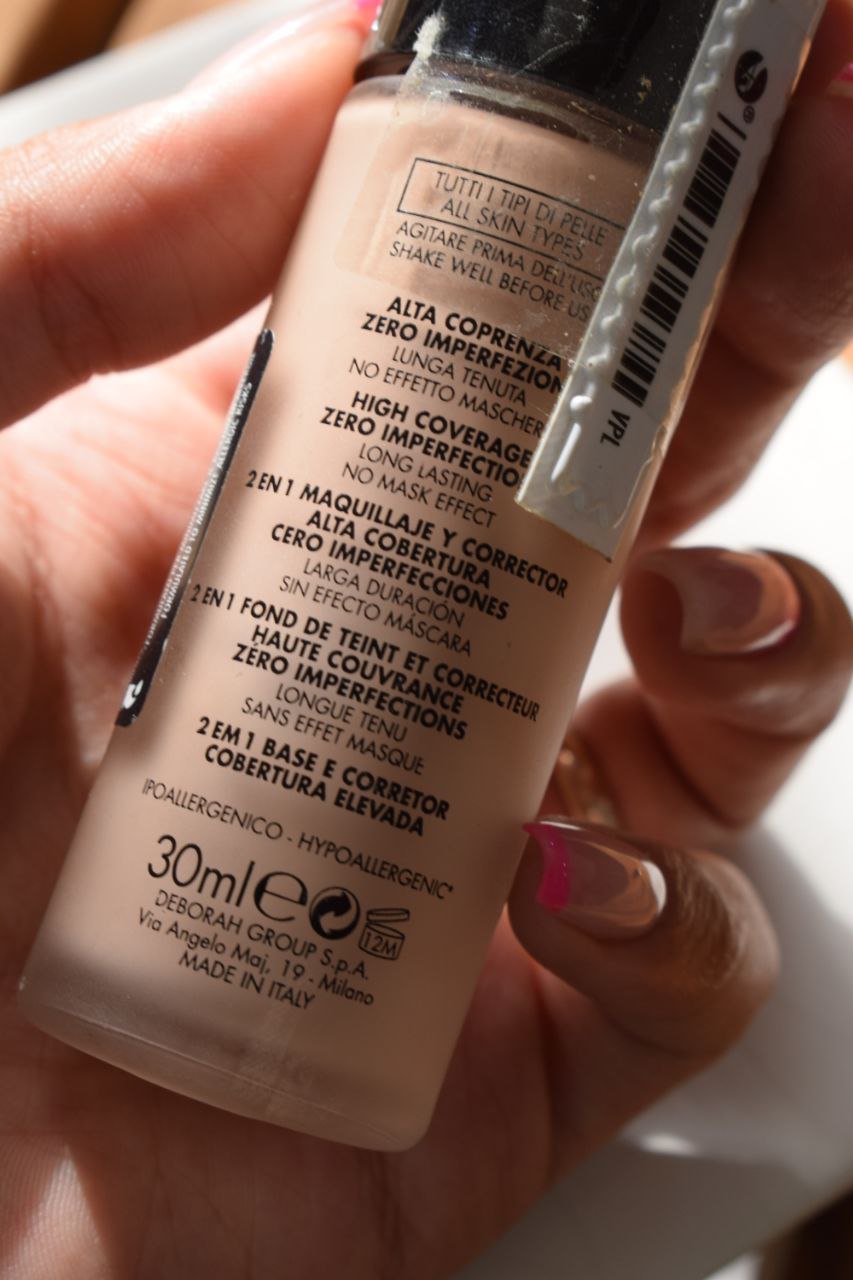 TUTTI I TIPI DI PELLE
ALL SKIN TYPES
AGITARE PRIMA DELL'USO
SHAKE WELL BEFORE US
ALTA COPRENZA
ZERO IMPERFEZION
LUNGA TENUTA
NO EFFETTO MASCHER
HIGH COVERAGE
ZERO IMPERFECTIO
LONG LASTING
NO MASK EFFECT
2 EN 1 MAQUILLAJE Y CORRECTOR
ALTA COBERTURA
CERO IMPERFECCIONES
LARGA DURACIÓN
SIN EFECTO MÁSCARA
2 EN 1 FOND DE TEINT ET CORRECTEUR
HAUTE COUVRANCE
ZÉRO IMPERFECTIONS
LONGUE TENU
SANS EFFET MASQUE
2 EM 1 BASE E CORRETOR
COBERTURA ELEVADA
IPOALLERGENICO - HYPOALLERGENIC*
30ml e 12M
DEBORAH GROUP S.p.A.
Via Angelo Maj, 19 - Milano
MADE IN ITALY
VPL